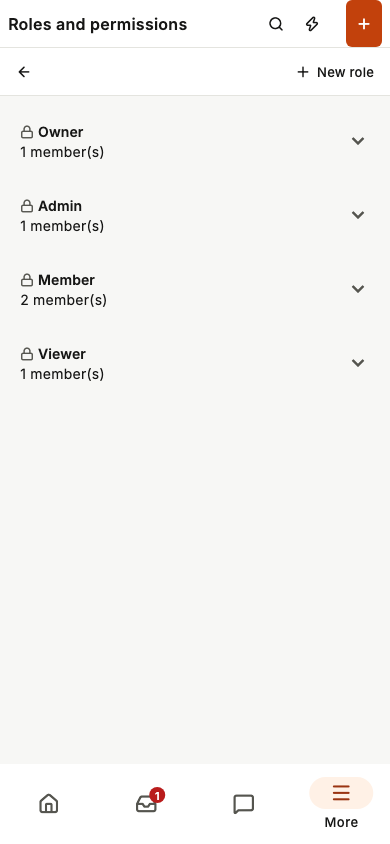 Roles and permissions
New role
Owner
1 member(s)
Admin
1 member(s)
Member
2 member(s)
Viewer
1 member(s)
1
More